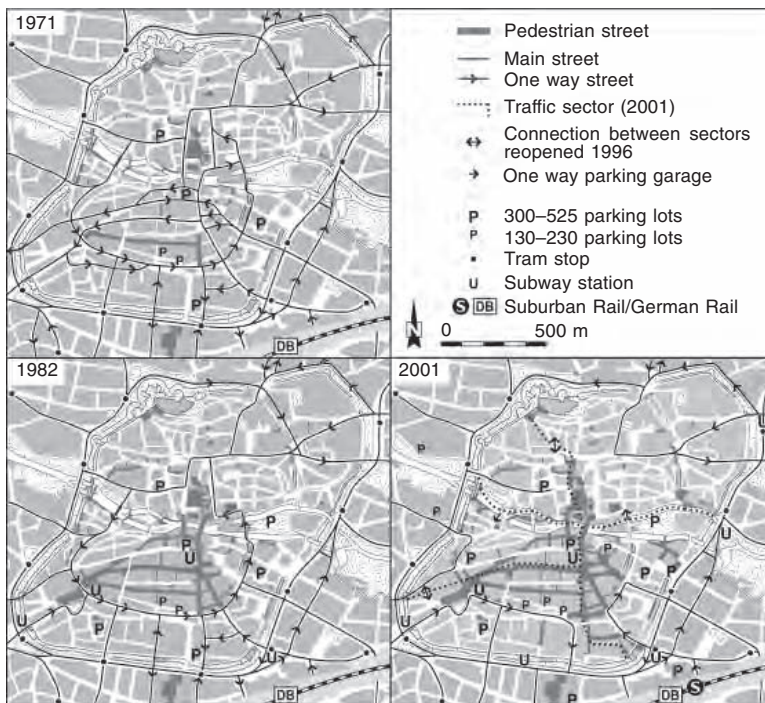 1971
Pedestrian street
Main street
One way street
Traffic sector (2001)
Connection between sectors
reopened 1996
One way parking garage
P 300–525 parking lots
P 130–230 parking lots
Tram stop
U Subway station
S DB Suburban Rail/German Rail
N 0 500 m
P
P
P
P
P P
P
DB
1982
P
P
P
U
P
U
P P
U
P
P
U
DB
2001
P
U
P
P
P
P
U
P
P
U
P
U
P P
P P P
P
U
U
U
P
P
DB S